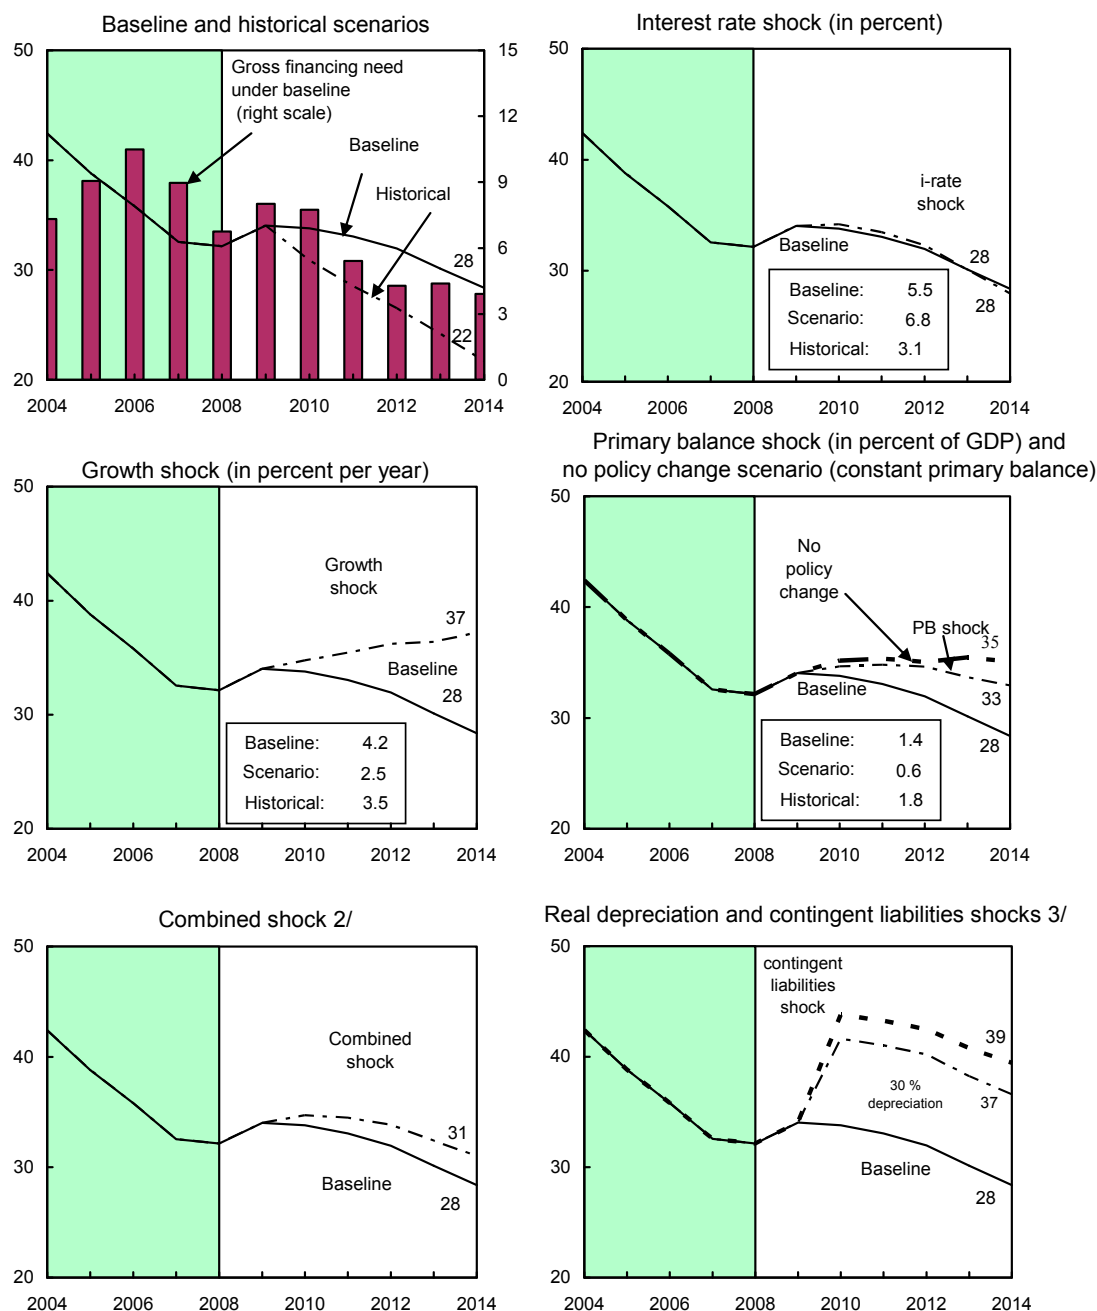 Baseline and historical scenarios
50
40
30
20
15
12
9
6
3
0
Gross financing need
under baseline
(right scale)
Baseline
Historical
28
22
2004 2006 2008 2010 2012 2014
Interest rate shock (in percent)
50
40
30
20
i-rate
shock
Baseline
28
28
Baseline: 5.5
Scenario: 6.8
Historical: 3.1
2004 2006 2008 2010 2012 2014
Growth shock (in percent per year)
50
40
30
20
Growth
shock
37
Baseline
28
Baseline: 4.2
Scenario: 2.5
Historical: 3.5
2004 2006 2008 2010 2012 2014
Primary balance shock (in percent of GDP) and
no policy change scenario (constant primary balance)
50
40
30
20
No
policy
change
PB shock
35
Baseline
33
28
Baseline: 1.4
Scenario: 0.6
Historical: 1.8
2004 2006 2008 2010 2012 2014
Combined shock 2/
50
40
30
20
Combined
shock
31
Baseline
28
2004 2006 2008 2010 2012 2014
Real depreciation and contingent liabilities shocks 3/
50
40
30
20
contingent
liabilities
shock
39
30 %
depreciation
37
Baseline
28
2004 2006 2008 2010 2012 2014